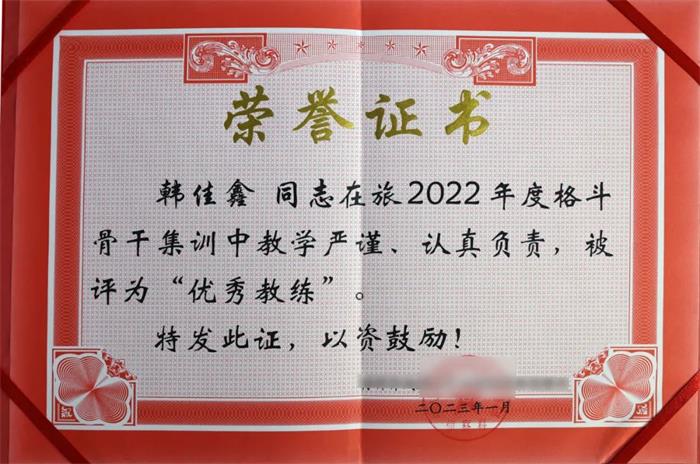 荣誉证书
韩佳鑫 同志在旅2022年度格斗
骨干集训中教学严谨、认真负责，被
评为“优秀教练”。
特发此证，以资鼓励！
二〇二三年一月